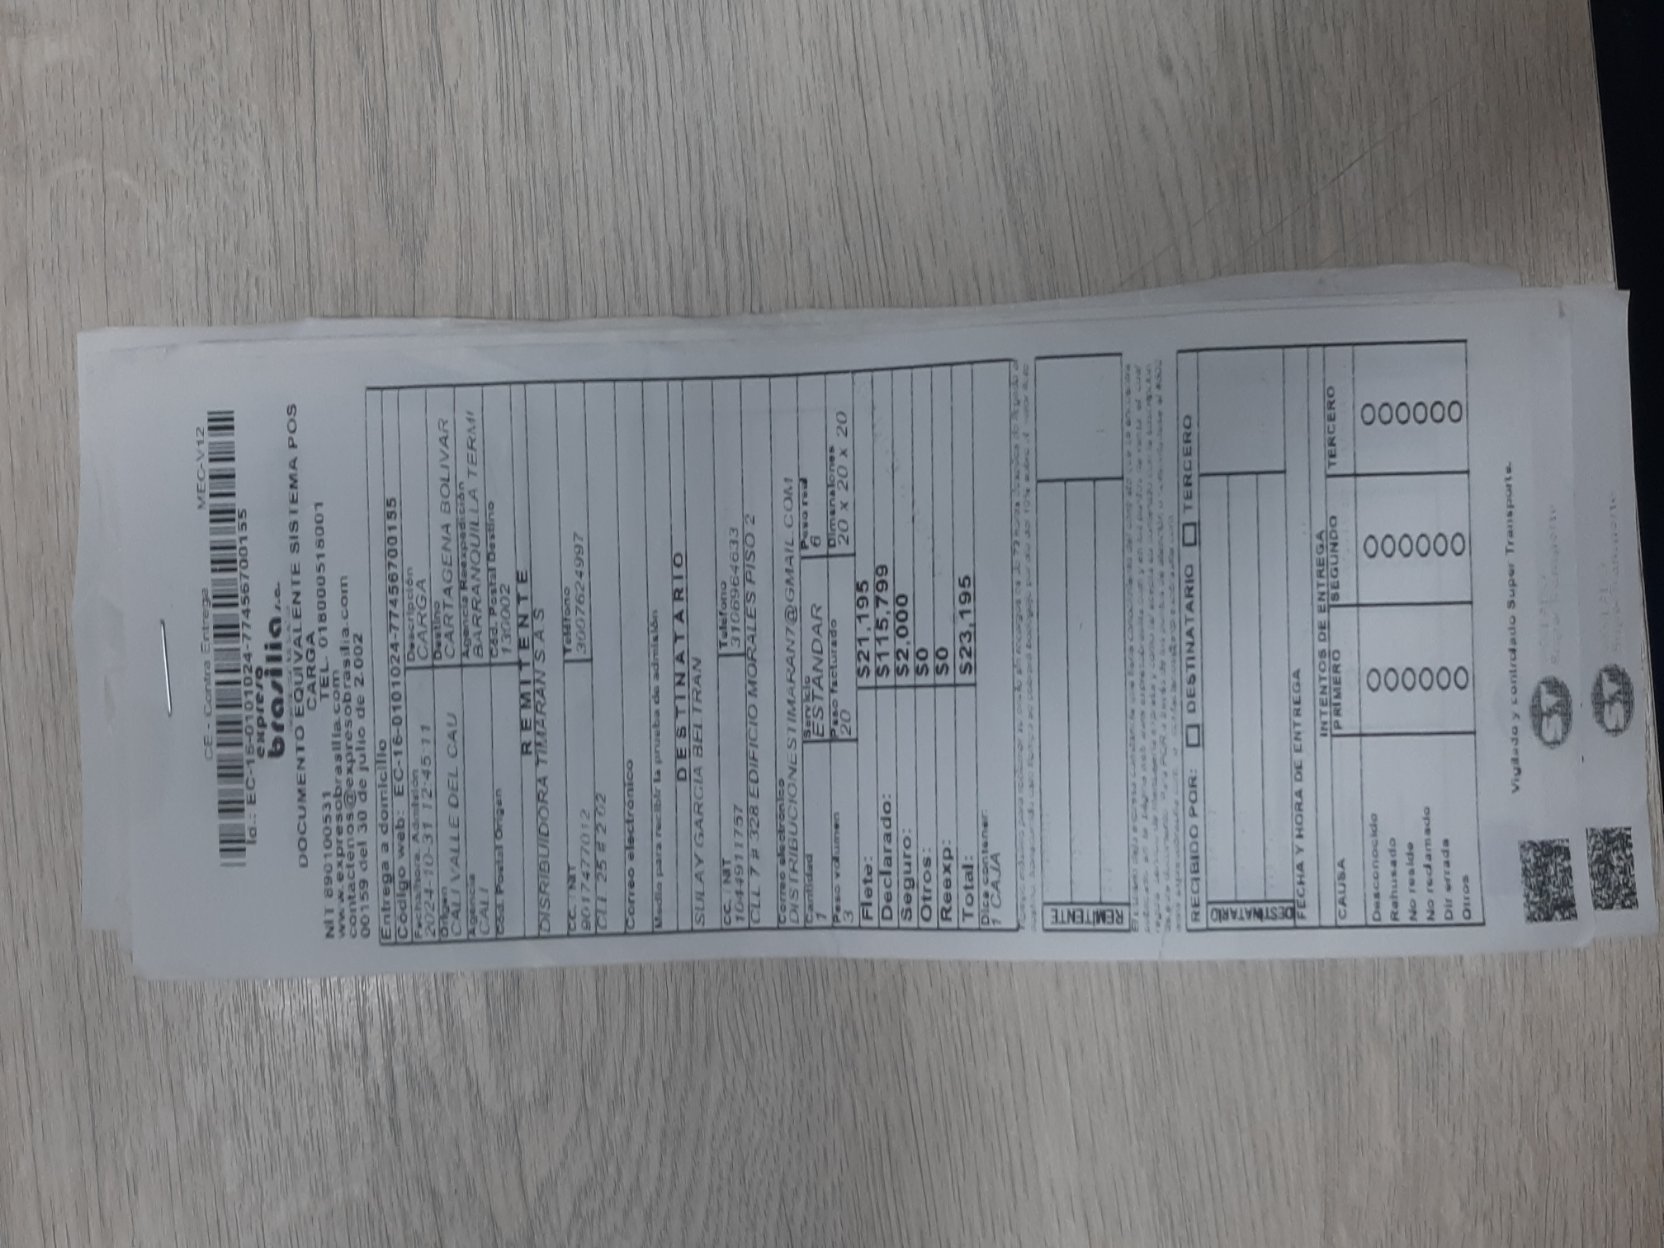 CE - Contra Entrega MEC-V12
Id.: EC-16-0101024-7745670​0155
expreso
brasilia s.a.
DOCUMENTO EQUIVALENTE SISTEMA POS
CARGA
NIT 890100531 TEL. 018000051​8001
www.expresobrasilia.com
contactenos@expresobrasilia.com
00159 del 30 de julio de 2.002
Entrega a domicilio
Código web: EC-16-0101024-77456700155
Fecha/hora. Admisión Descripción
2024-10-31 12:45:11 CARGA
Origen Destino
CALI VALLE DEL CAU CARTAGENA BOLIVAR
Agencia Agencia Reexpedición
CALI BARRANQUILLA TERMI
Cód. Postal Origen Cód. Postal Destino
130002
REMITENTE
DISRIBUIDORA TIMARAN S A S
CC. NIT Teléfono
9017477012 3007624997
CLL 25 # 2 62
Correo electrónico
Medio para recibir la prueba de admisión
DESTINATARIO
SULAY GARCIA BELTRAN
CC. NIT Telefono
1044911757 3106964633
CLL 7 # 328 EDIFICIO MORALES PISO 2
Correo electronico
DISTRIBUCIONESTIMARAN7@GMAIL.COM
Cantidad Servicio Peso real
1 ESTANDAR 6
Peso volumen Peso facturado Dimensiones
3 20 20 x 20 x 20
Flete: $21,195
Declarado: $115,799
Seguro: $2,000
Otros: $0
Reexp: $0
Total: $23,195
Dice contener:
1 CAJA
REMITENTE
RECIBIDO POR: DESTINATARIO TERCERO
DESTINATARIO
FECHA Y HORA DE ENTREGA
INTENTOS DE ENTREGA
CAUSA PRIMERO SEGUNDO TERCERO
Desconocido
Rehusado
No reside
No reclamado
Dir errada
Otros
Vigilado y controlado Super Transporte.